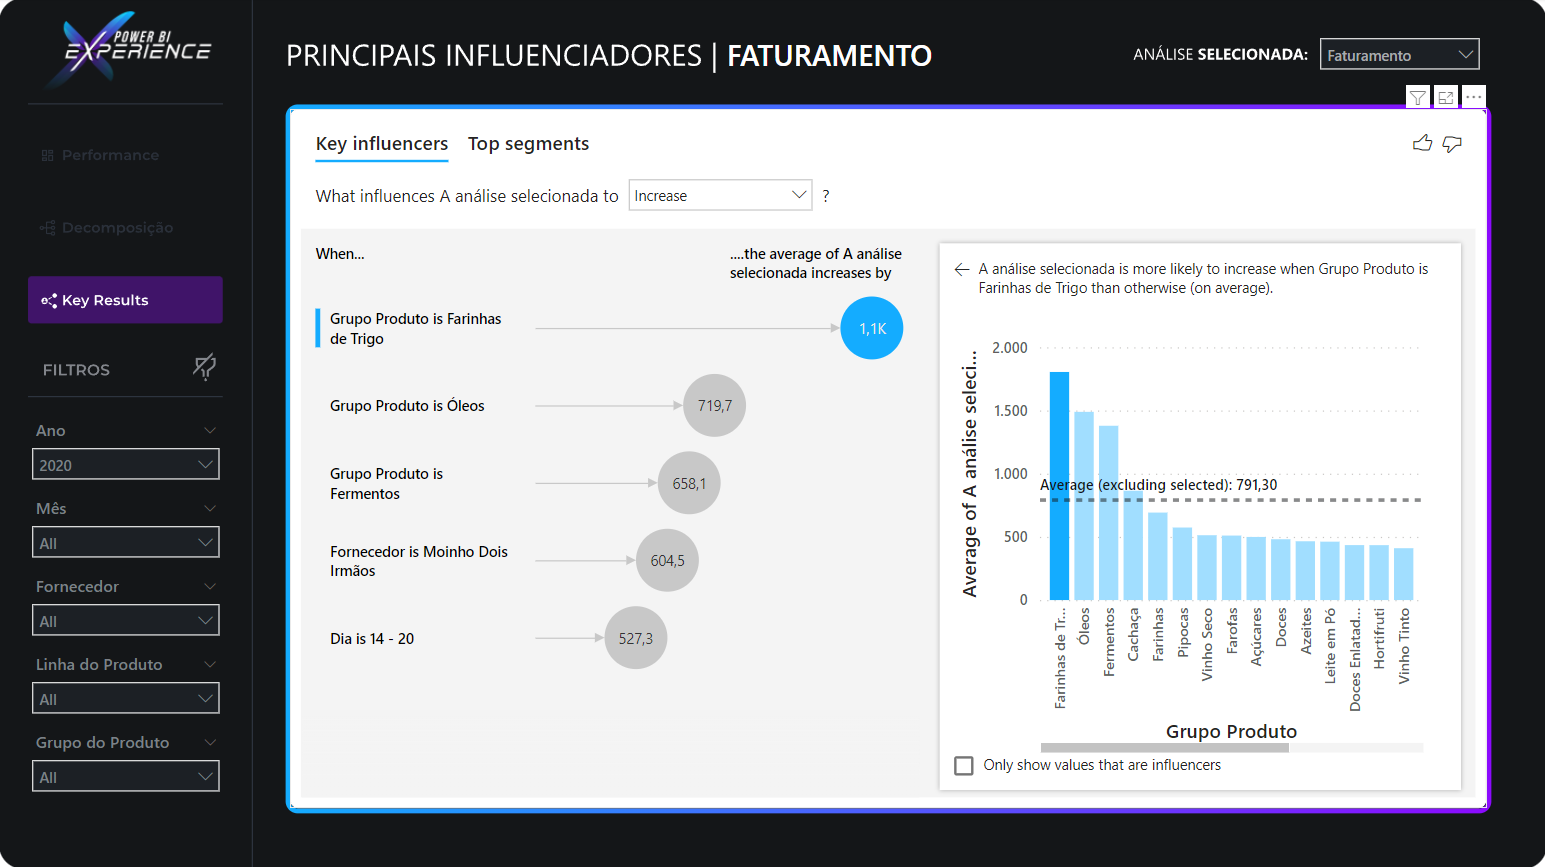 POWER BI
EXPERIENCE
Performance
Decomposição
Key Results
FILTROS
Ano
2020
Mês
All
Fornecedor
All
Linha do Produto
All
Grupo do Produto
All
PRINCIPAIS INFLUENCIADORES | FATURAMENTO
ANÁLISE SELECIONADA:
Faturamento
Key influencers
Top segments
What influences A análise selecionada to
Increase
?
When...
....the average of A análise
selecionada increases by
Grupo Produto is Farinhas
de Trigo
1,1K
Grupo Produto is Óleos
719,7
Grupo Produto is
Fermentos
658,1
Fornecedor is Moinho Dois
Irmãos
604,5
Dia is 14 - 20
527,3
A análise selecionada is more likely to increase when Grupo Produto is
Farinhas de Trigo than otherwise (on average).
Average of A análise seleci...
2.000
1.500
1.000
500
0
Average (excluding selected): 791,30
Farinhas de Tr...
Óleos
Fermentos
Cachaça
Farinhas
Pipocas
Vinho Seco
Farofas
Açúcares
Doces
Azeites
Leite em Pó
Doces Enlatad...
Hortifruti
Vinho Tinto
Grupo Produto
Only show values that are influencers